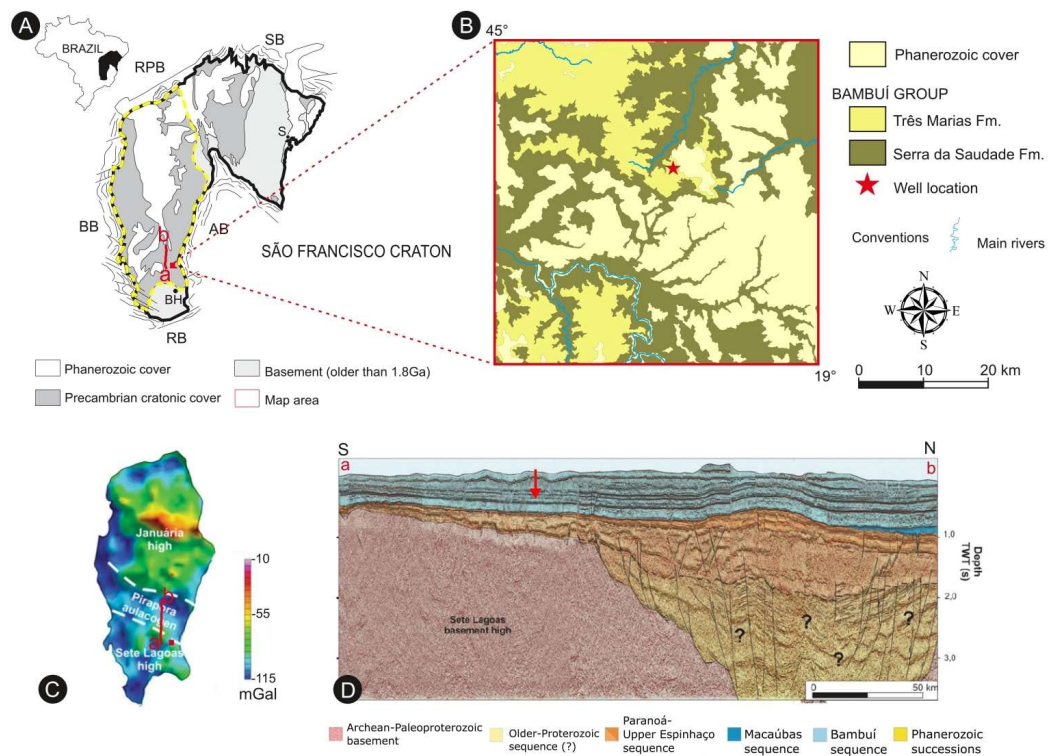 A
BRAZIL
RPB
SB
S
BB
AB
b
a
BH
RB
SÃO FRANCISCO CRATON
Phanerozoic cover
Basement (older than 1.8Ga)
Precambrian cratonic cover
Map area
B
45°
19°
Phanerozoic cover
BAMBUÍ GROUP
Três Marias Fm.
Serra da Saudade Fm.
Well location
Conventions
Main rivers
N
W E
S
0 10 20 km
C
Januária
high
Pirapora
aulacogen
b
a
Sete Lagoas
high
-10
-55
-115
mGal
D
S
a
N
b
Sete Lagoas
basement high
?
?
?
?
1,0
2,0
3,0
Depth
TWT (s)
0 50 km
Archean-Paleoproterozoic
basement
Older-Proterozoic
sequence (?)
Paranoá-
Upper Espinhaço
sequence
Macaúbas
sequence
Bambuí
sequence
Phanerozoic
successions